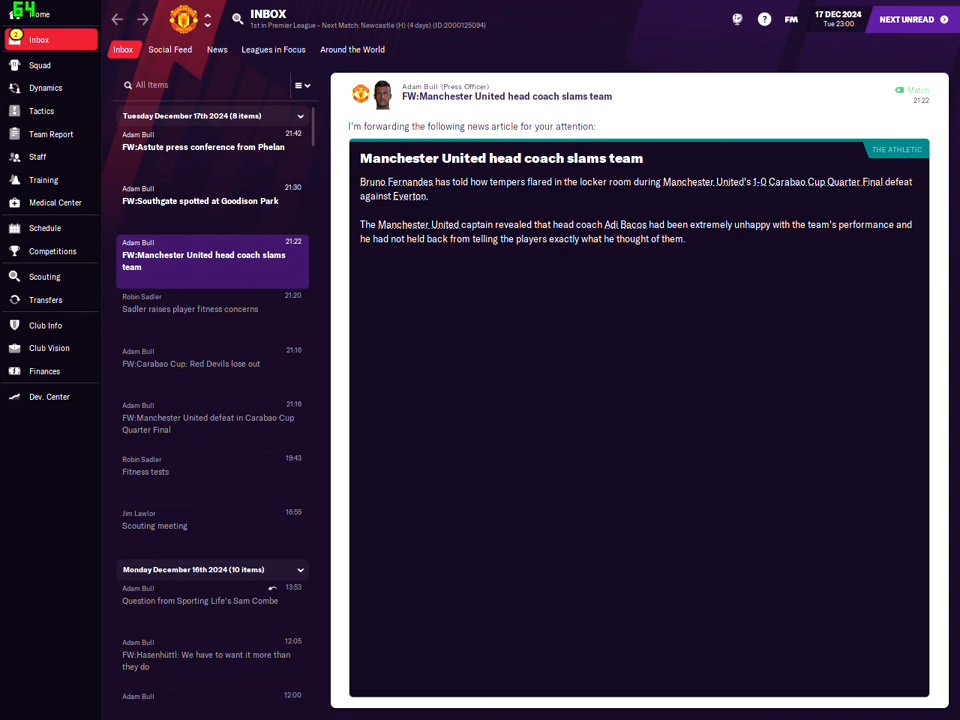 64
ome
INBOX
1st in Premier League - Next Match: Newcastle (H) (4 days) (ID:2000125094)
?
FM
17 DEC 2024
Tue 23:00
NEXT UNREAD
2
Inbox
Squad
Dynamics
Tactics
Team Report
Staff
Training
Medical Center
Schedule
Competitions
Scouting
Transfers
Club Info
Club Vision
Finances
Dev. Center
Inbox
Social Feed
News
Leagues in Focus
Around the World
All Items
Tuesday December 17th 2024 (8 items)
Adam Bull
21:42
FW:Astute press conference from Phelan
Adam Bull
21:30
FW:Southgate spotted at Goodison Park
Adam Bull
21:22
FW:Manchester United head coach slams
team
Robin Sadler
21:20
Sadler raises player fitness concerns
Adam Bull
21:16
FW:Carabao Cup: Red Devils lose out
Adam Bull
21:16
FW:Manchester United defeat in Carabao Cup
Quarter Final
Robin Sadler
19:43
Fitness tests
Jim Lawlor
16:55
Scouting meeting
Monday December 16th 2024 (10 items)
Adam Bull
13:53
Question from Sporting Life's Sam Combe
Adam Bull
12:05
FW:Hasenhüttl: We have to want it more than
they do
Adam Bull
12:00
Adam Bull (Press Officer)
FW:Manchester United head coach slams team
Match
21:22
I'm forwarding the following news article for your attention:
THE ATHLETIC
Manchester United head coach slams team
Bruno Fernandes has told how tempers flared in the locker room during Manchester United's 1-0 Carabao Cup Quarter Final defeat
against Everton.
The Manchester United captain revealed that head coach Adi Bacos had been extremely unhappy with the team's performance and
he had not held back from telling the players exactly what he thought of them.